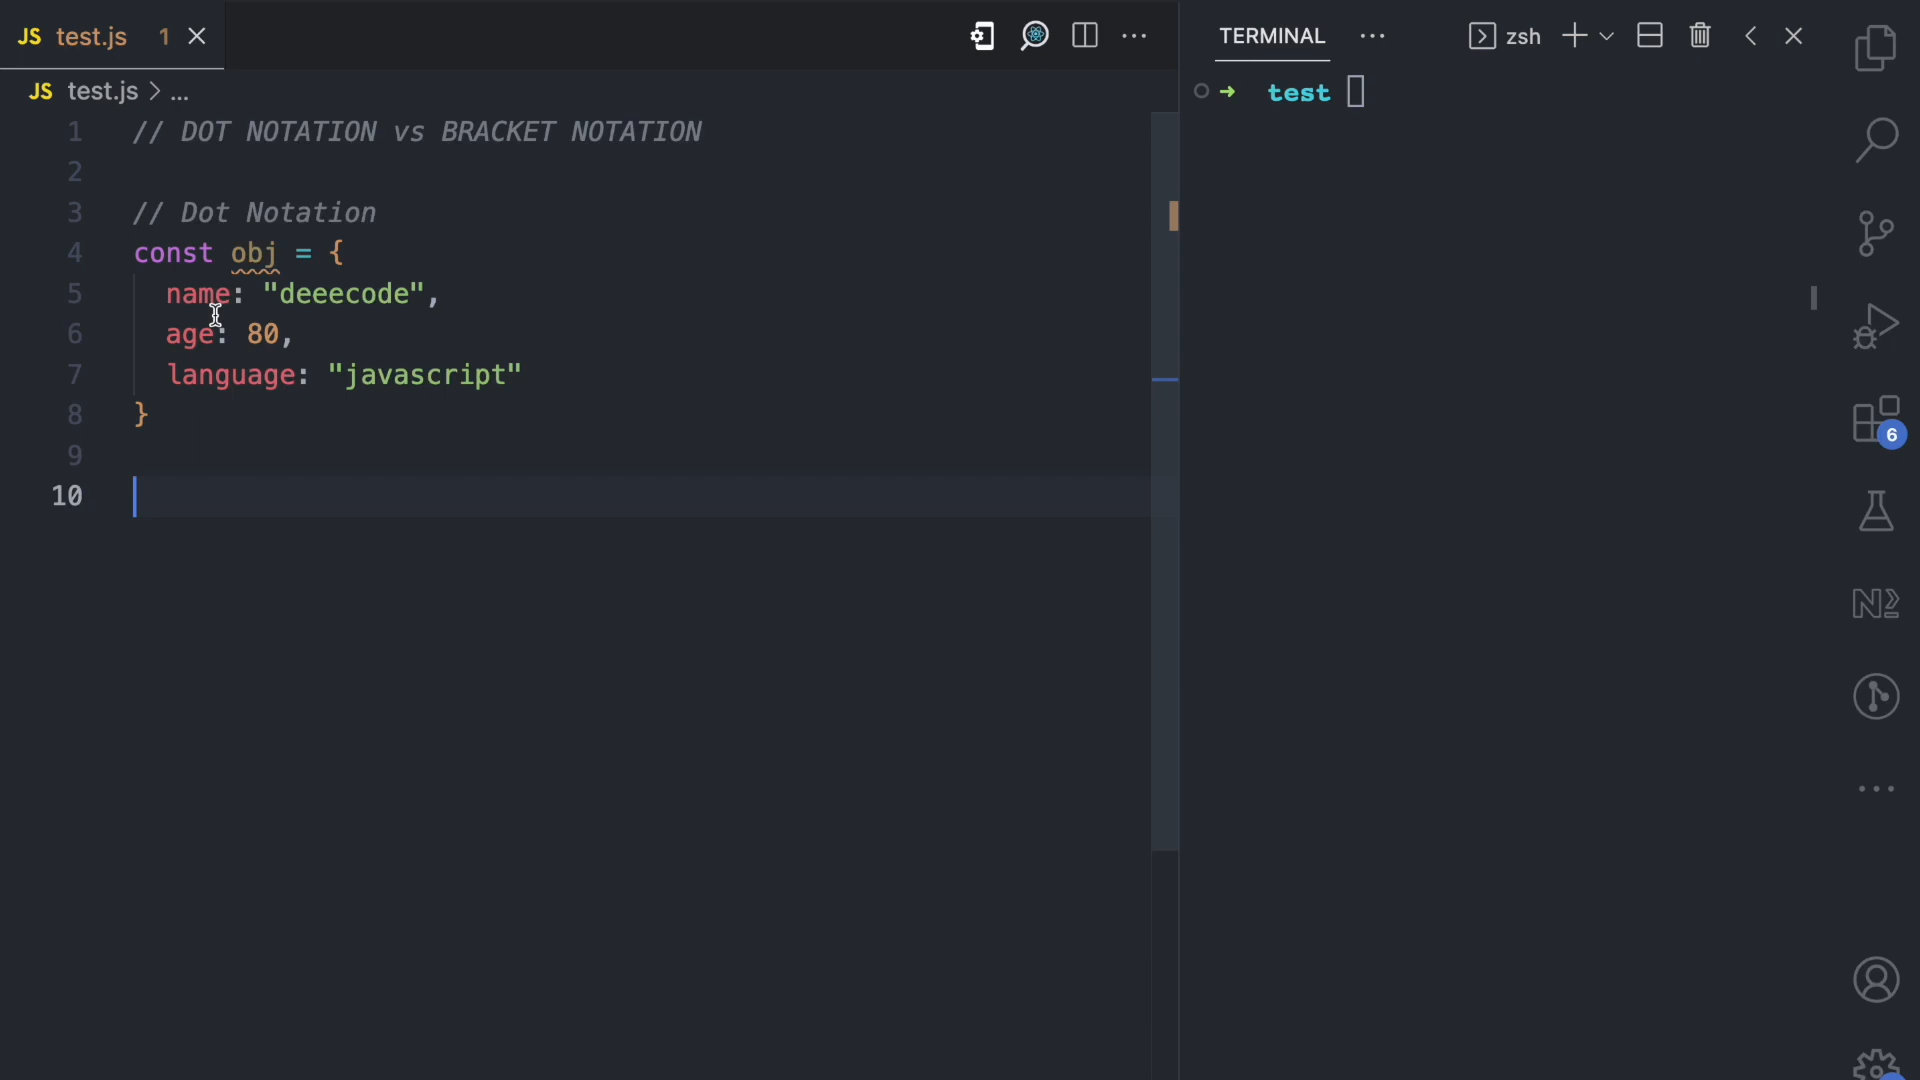 JS test.js 1
TERMINAL
zsh
JS test.js > ...
test
1 // DOT NOTATION vs BRACKET NOTATION
2
3 // Dot Notation
4 const obj = {
5 name: "deeecode",
6 age: 80,
7 language: "javascript"
8 }
9
10
6